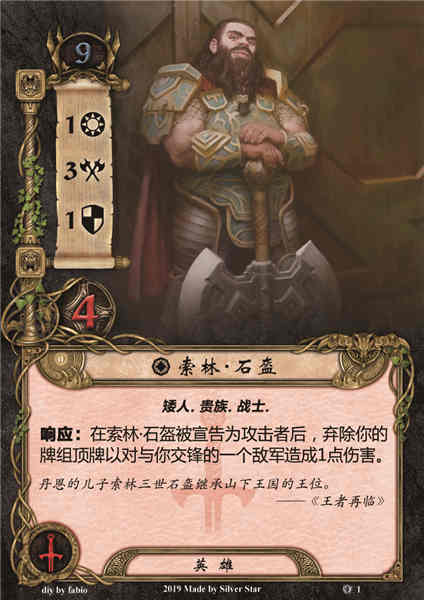 9
1
3
1
4
索林·石盔
矮人. 贵族. 战士.
响应：在索林·石盔被宣告为攻击者后，弃除你的
牌组顶牌以对与你交锋的一个敌军造成1点伤害。
丹恩的儿子索林三世石盔继承山下王国的王位。
——《王者再临》
英 雄
diy by fabio
2019 Made by Silver Star
1